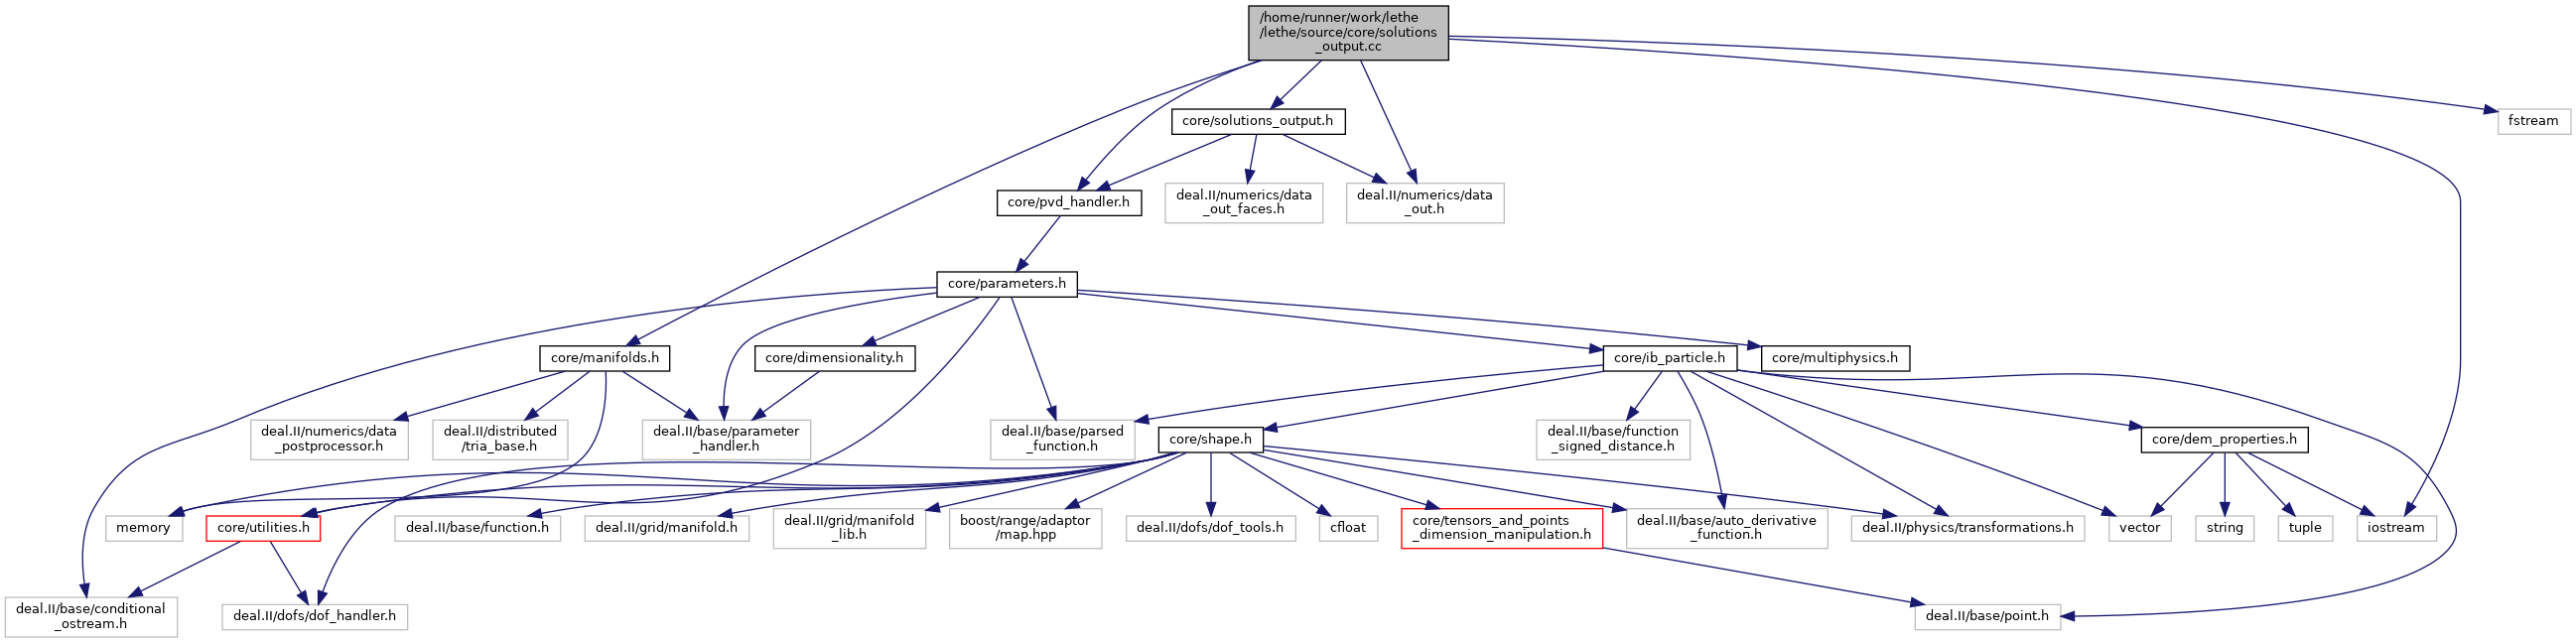 /home/runner/work/lethe
/lethe/source/core/solutions
_output.cc
core/solutions_output.h
fstream
core/pvd_handler.h
deal.II/numerics/data
_out_faces.h
deal.II/numerics/data
_out.h
core/parameters.h
core/manifolds.h
core/dimensionality.h
core/ib_particle.h
core/multiphysics.h
deal.II/numerics/data
_postprocessor.h
deal.II/distributed
/tria_base.h
deal.II/base/parameter
_handler.h
deal.II/base/parsed
_function.h
core/shape.h
deal.II/base/function
_signed_distance.h
core/dem_properties.h
memory
core/utilities.h
deal.II/base/function.h
deal.II/grid/manifold.h
deal.II/grid/manifold
_lib.h
boost/range/adaptor
/map.hpp
deal.II/dofs/dof_tools.h
cfloat
core/tensors_and_points
_dimension_manipulation.h
deal.II/base/auto_derivative
_function.h
deal.II/physics/transformations.h
vector
string
tuple
iostream
deal.II/base/conditional
_ostream.h
deal.II/dofs/dof_handler.h
deal.II/base/point.h